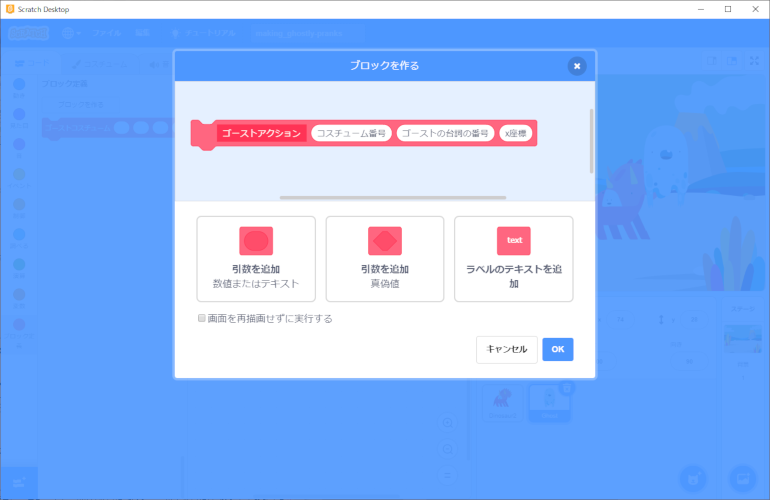 Scratch Desktop
ファイル 編集 チュートリアル
ブロックを作る
ブロック定義
ゴーストアクション コスチューム番号 ゴーストの台詞の番号 x座標
引数を追加
数値またはテキスト
引数を追加
真偽値
text
ラベルのテキストを追
加
画面を再描画せずに実行する
キャンセル OK